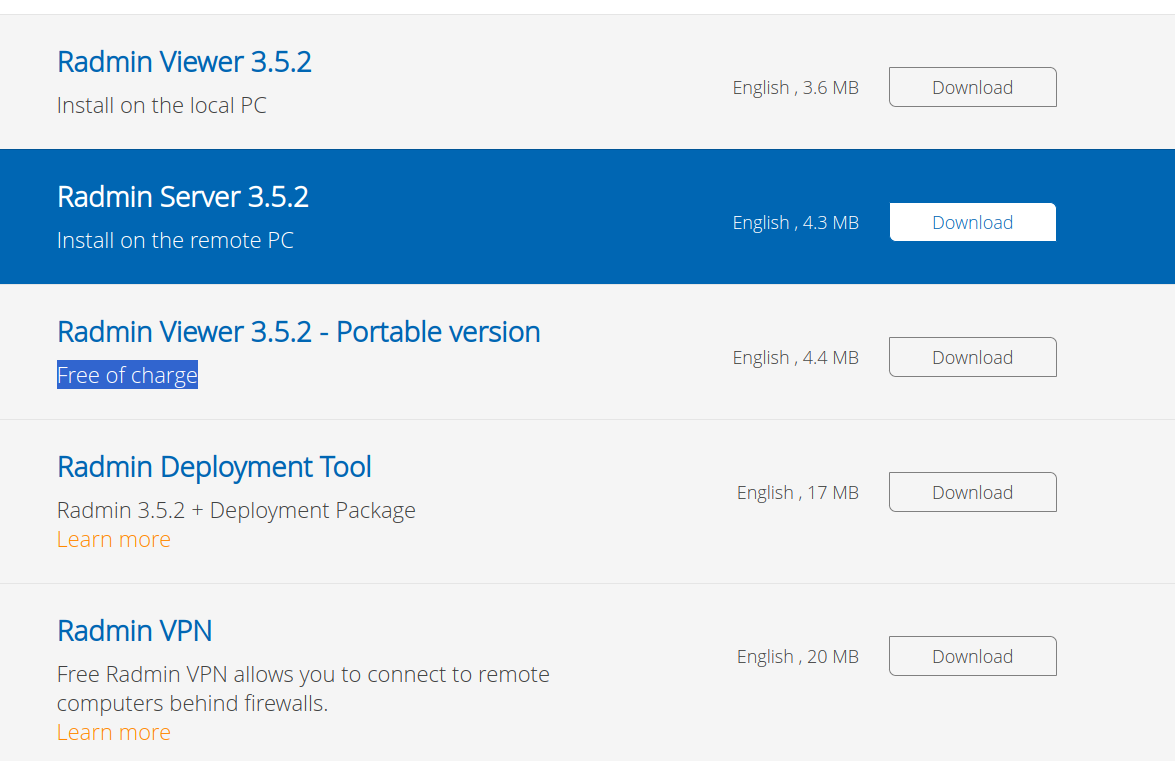 Radmin Viewer 3.5.2
Install on the local PC
English , 3.6 MB
Download
Radmin Server 3.5.2
Install on the remote PC
English , 4.3 MB
Download
Radmin Viewer 3.5.2 - Portable version
Free of charge
English , 4.4 MB
Download
Radmin Deployment Tool
Radmin 3.5.2 + Deployment Package
Learn more
English , 17 MB
Download
Radmin VPN
Free Radmin VPN allows you to connect to remote
computers behind firewalls.
Learn more
English , 20 MB
Download